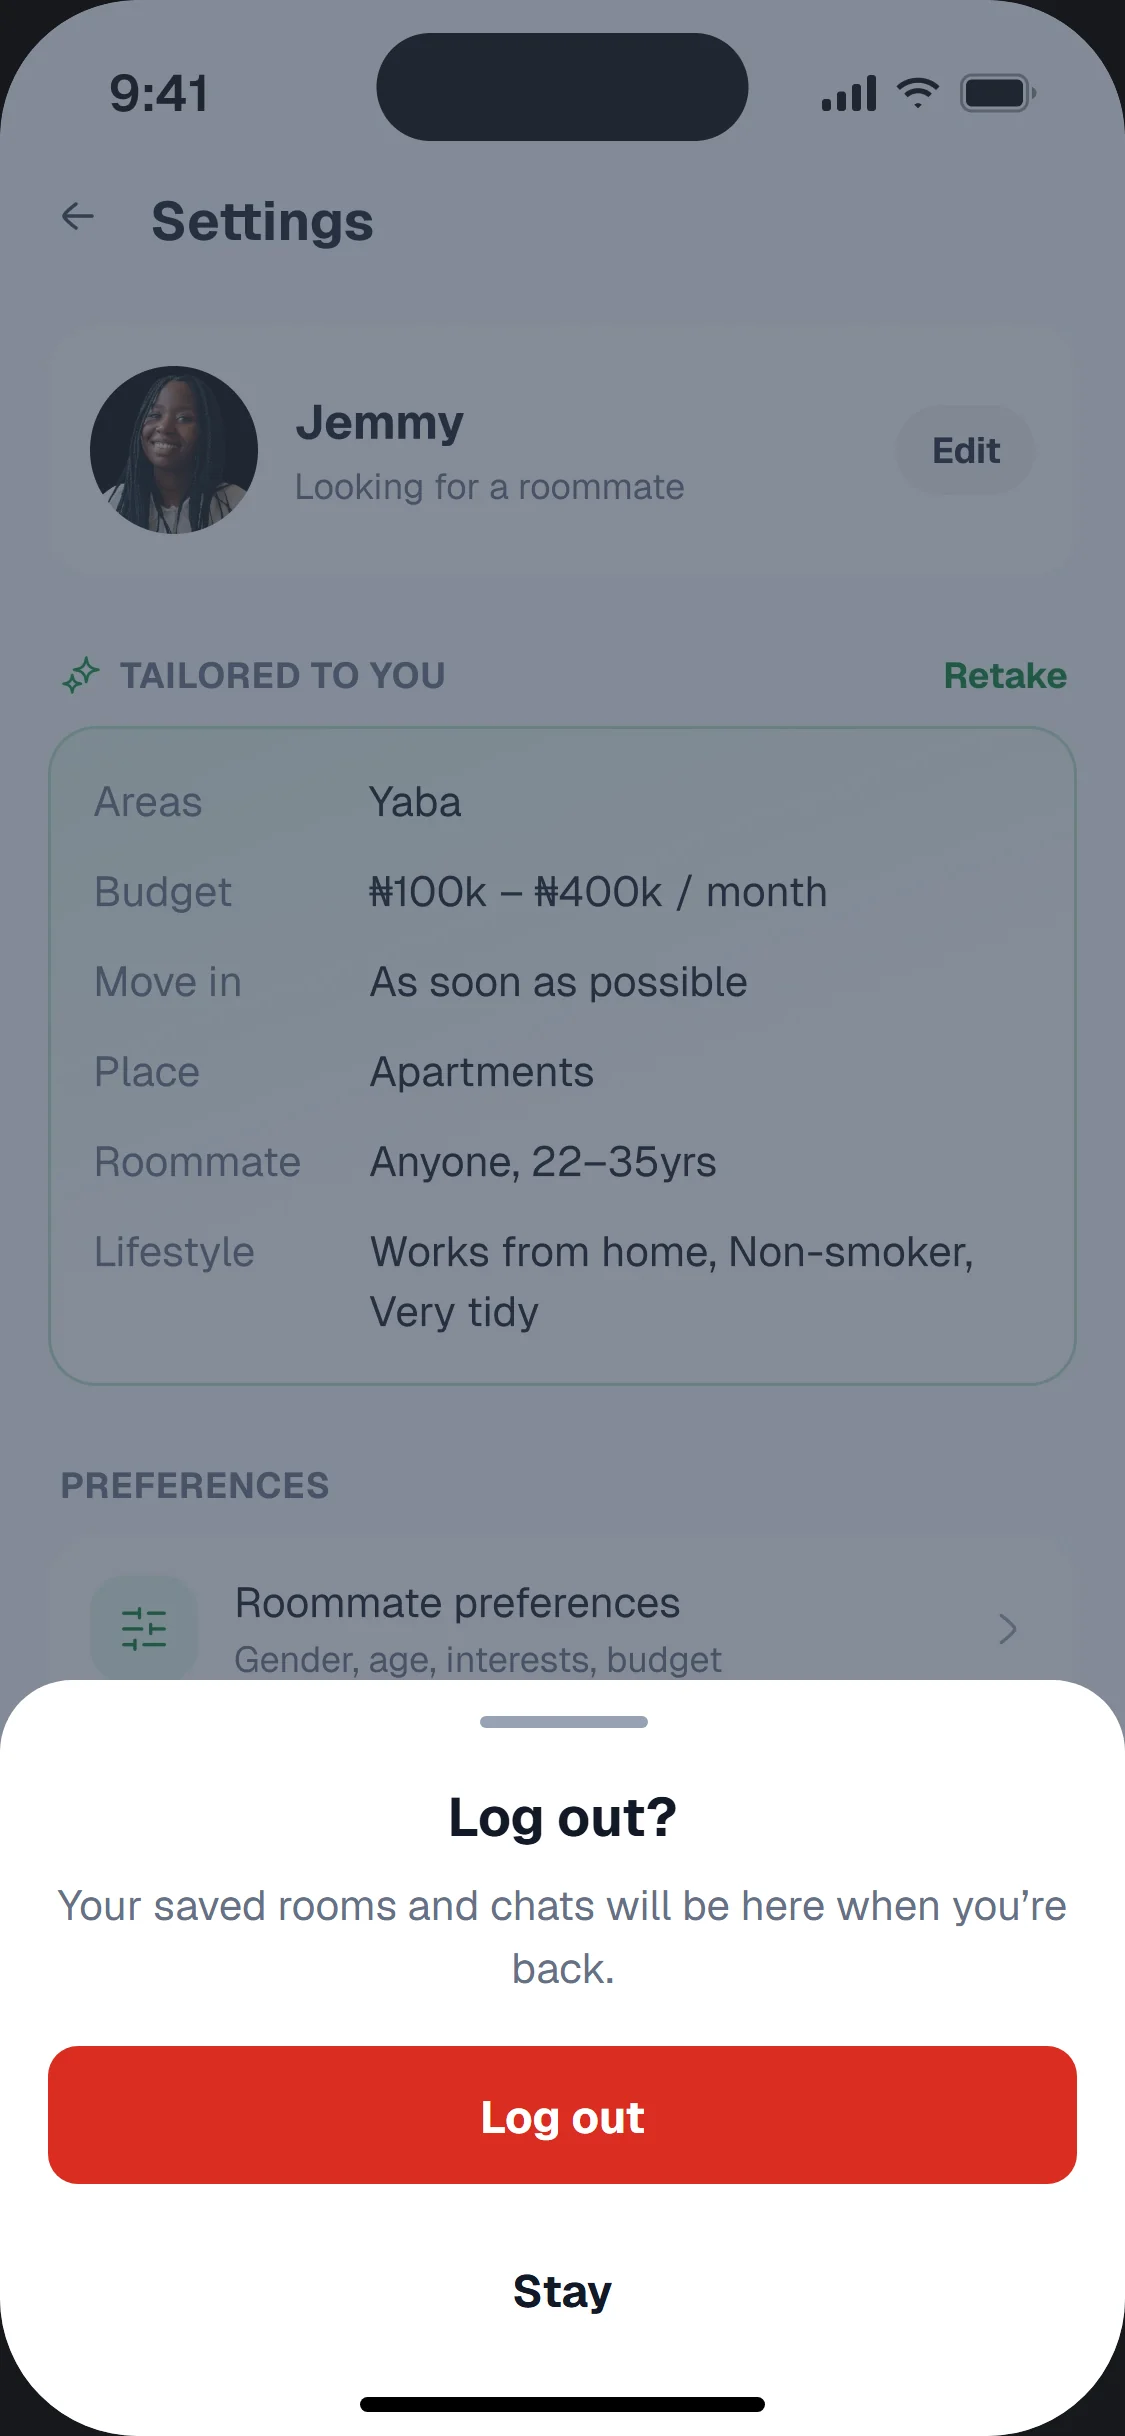 9:41
Settings
Jemmy
Looking for a roommate
Edit
TAILORED TO YOU
Retake
Areas
Yaba
Budget
₦100k – ₦400k / month
Move in
As soon as possible
Place
Apartments
Roommate
Anyone, 22–35yrs
Lifestyle
Works from home, Non-smoker,
Very tidy
PREFERENCES
Roommate preferences
Gender, age, interests, budget
Log out?
Your saved rooms and chats will be here when you’re
back.
Log out
Stay